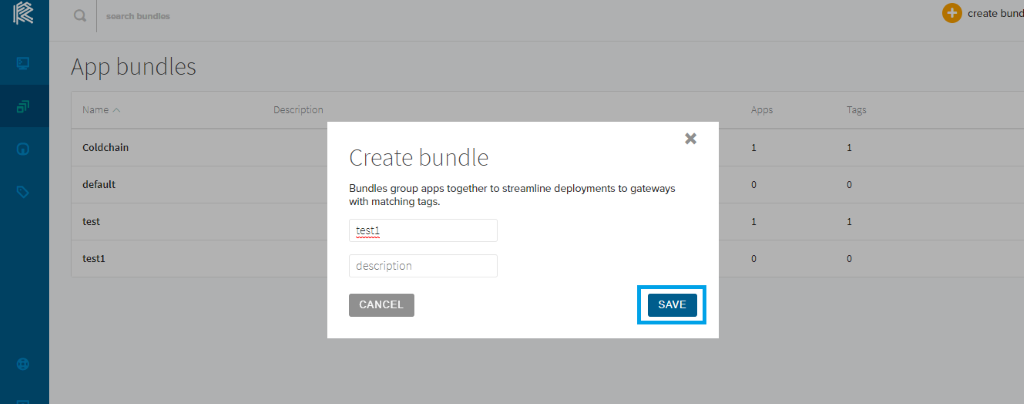 search bundles
create bund
App bundles
Name Description Apps Tags
Coldchain 1 1
default 0 0
test 1 1
test1 0 0
Create bundle
Bundles group apps together to streamline deployments to gateways
with matching tags.
test1
description
CANCEL SAVE